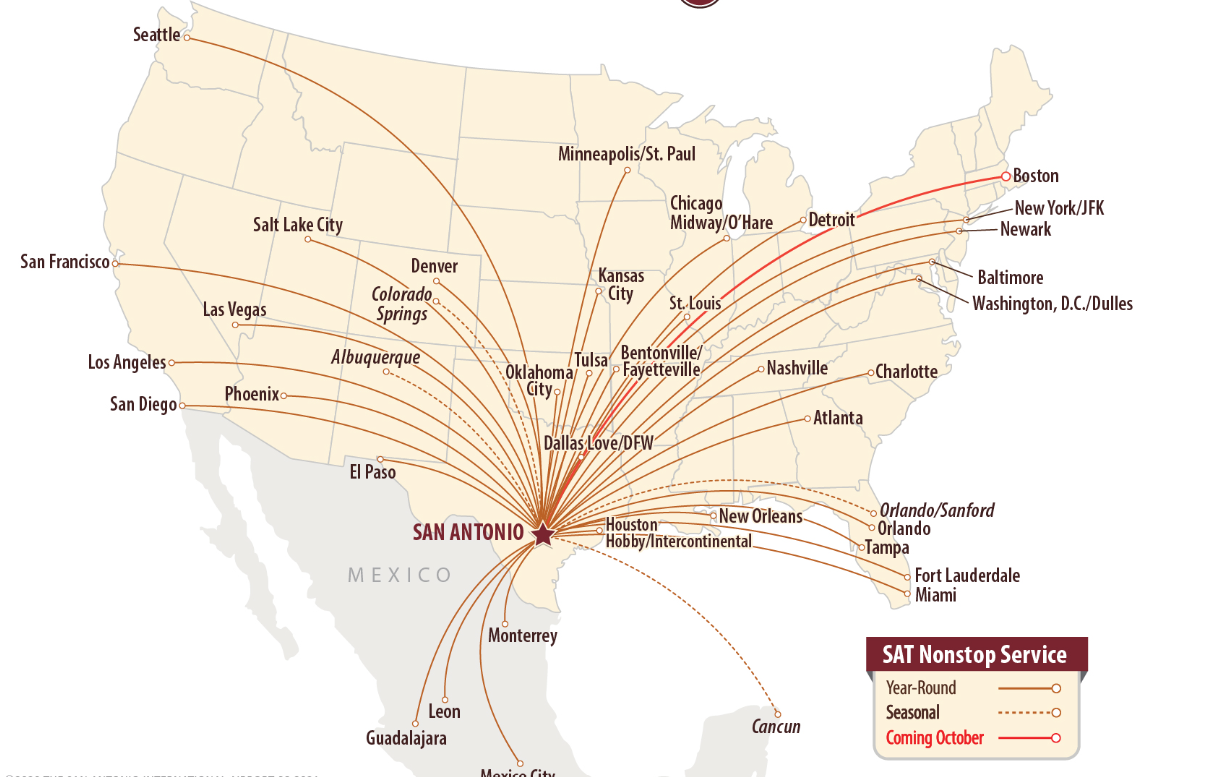 Seattle
Minneapolis/St. Paul
Boston
Chicago
Midway/O'Hare
New York/JFK
Detroit
Newark
Salt Lake City
San Francisco
Denver
Kansas
City
Baltimore
Colorado
Springs
St. Louis
Washington, D.C./Dulles
Las Vegas
Albuquerque
Bentonville/
Fayetteville
Tulsa
Los Angeles
Nashville
Oklahoma
City
Charlotte
Phoenix
San Diego
Atlanta
Dallas Love/DFW
El Paso
Orlando/Sanford
New Orleans
Houston
Hobby/Intercontinental
Orlando
SAN ANTONIO
Tampa
MEXICO
Fort Lauderdale
Miami
Monterrey
SAT Nonstop Service
Year-Round
Seasonal
Coming October
Leon
Cancun
Guadalajara
Mexico City